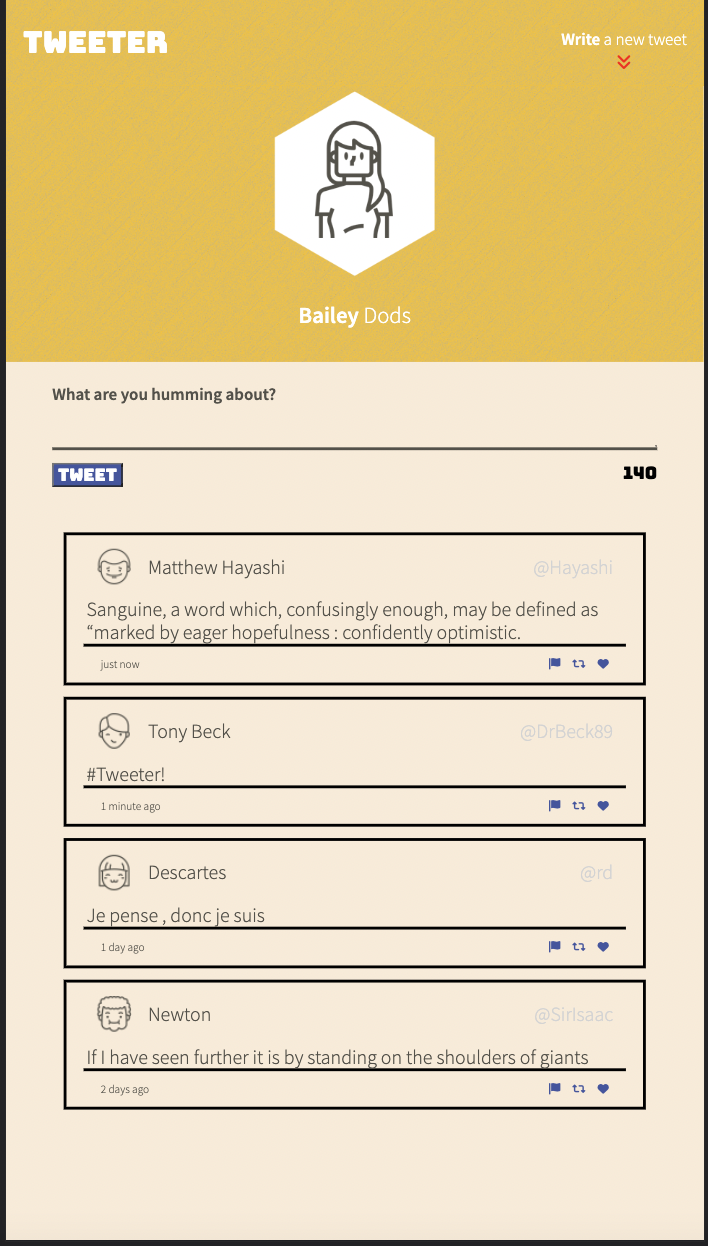 TWEETER
Write a new tweet
Bailey Dods
What are you humming about?
TWEET
140
Matthew Hayashi
@Hayashi
Sanguine, a word which, confusingly enough, may be defined as
“marked by eager hopefulness : confidently optimistic.
just now
Tony Beck
@DrBeck89
#Tweeter!
1 minute ago
Descartes
@rd
Je pense , donc je suis
1 day ago
Newton
@SirIsaac
If I have seen further it is by standing on the shoulders of giants
2 days ago